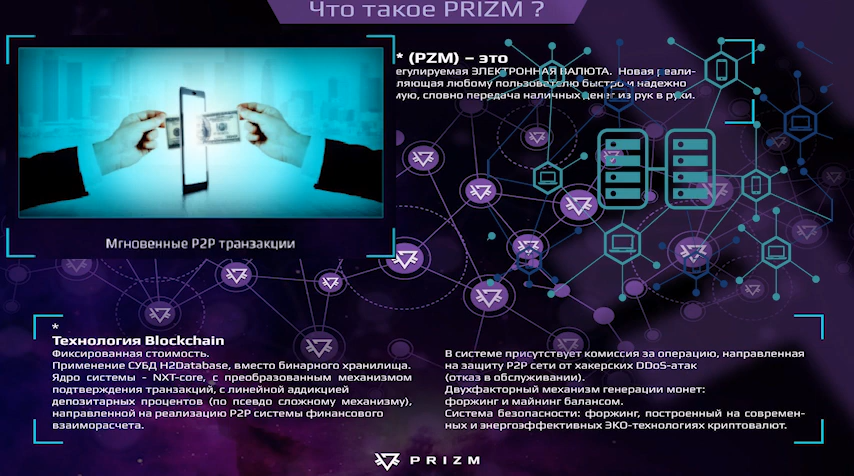 Что такое PRIZM ?
* (PZM) – это
егулируемая ЭЛЕКТРОННАЯ ВАЛЮТА. Новая реали-
ляющая любому пользователю быстро и надежно
мую, словно передача наличных денег из рук в руки.
Мгновенные P2P транзакции
*
Технология Blockchain
Фиксированная стоимость.
Применение СУБД H2Database, вместо бинарного хранилища.
Ядро системы - NXT-core, с преобразованным механизмом
подтверждения транзакций, с линейной аддикцией
депозитарных процентов (по псевдо сложному механизму),
направленной на реализацию P2P системы финансового
взаиморасчета.
В системе присутствует комиссия за операцию, направленная
на защиту P2P сети от хакерских DDoS-атак
(отказ в обслуживании).
Двухфакторный механизм генерации монет:
форжинг и майнинг балансом.
Система безопасности: форжинг, построенный на современ-
ных и энергоэффективных ЭКО-технологиях криптовалют.
PRIZM